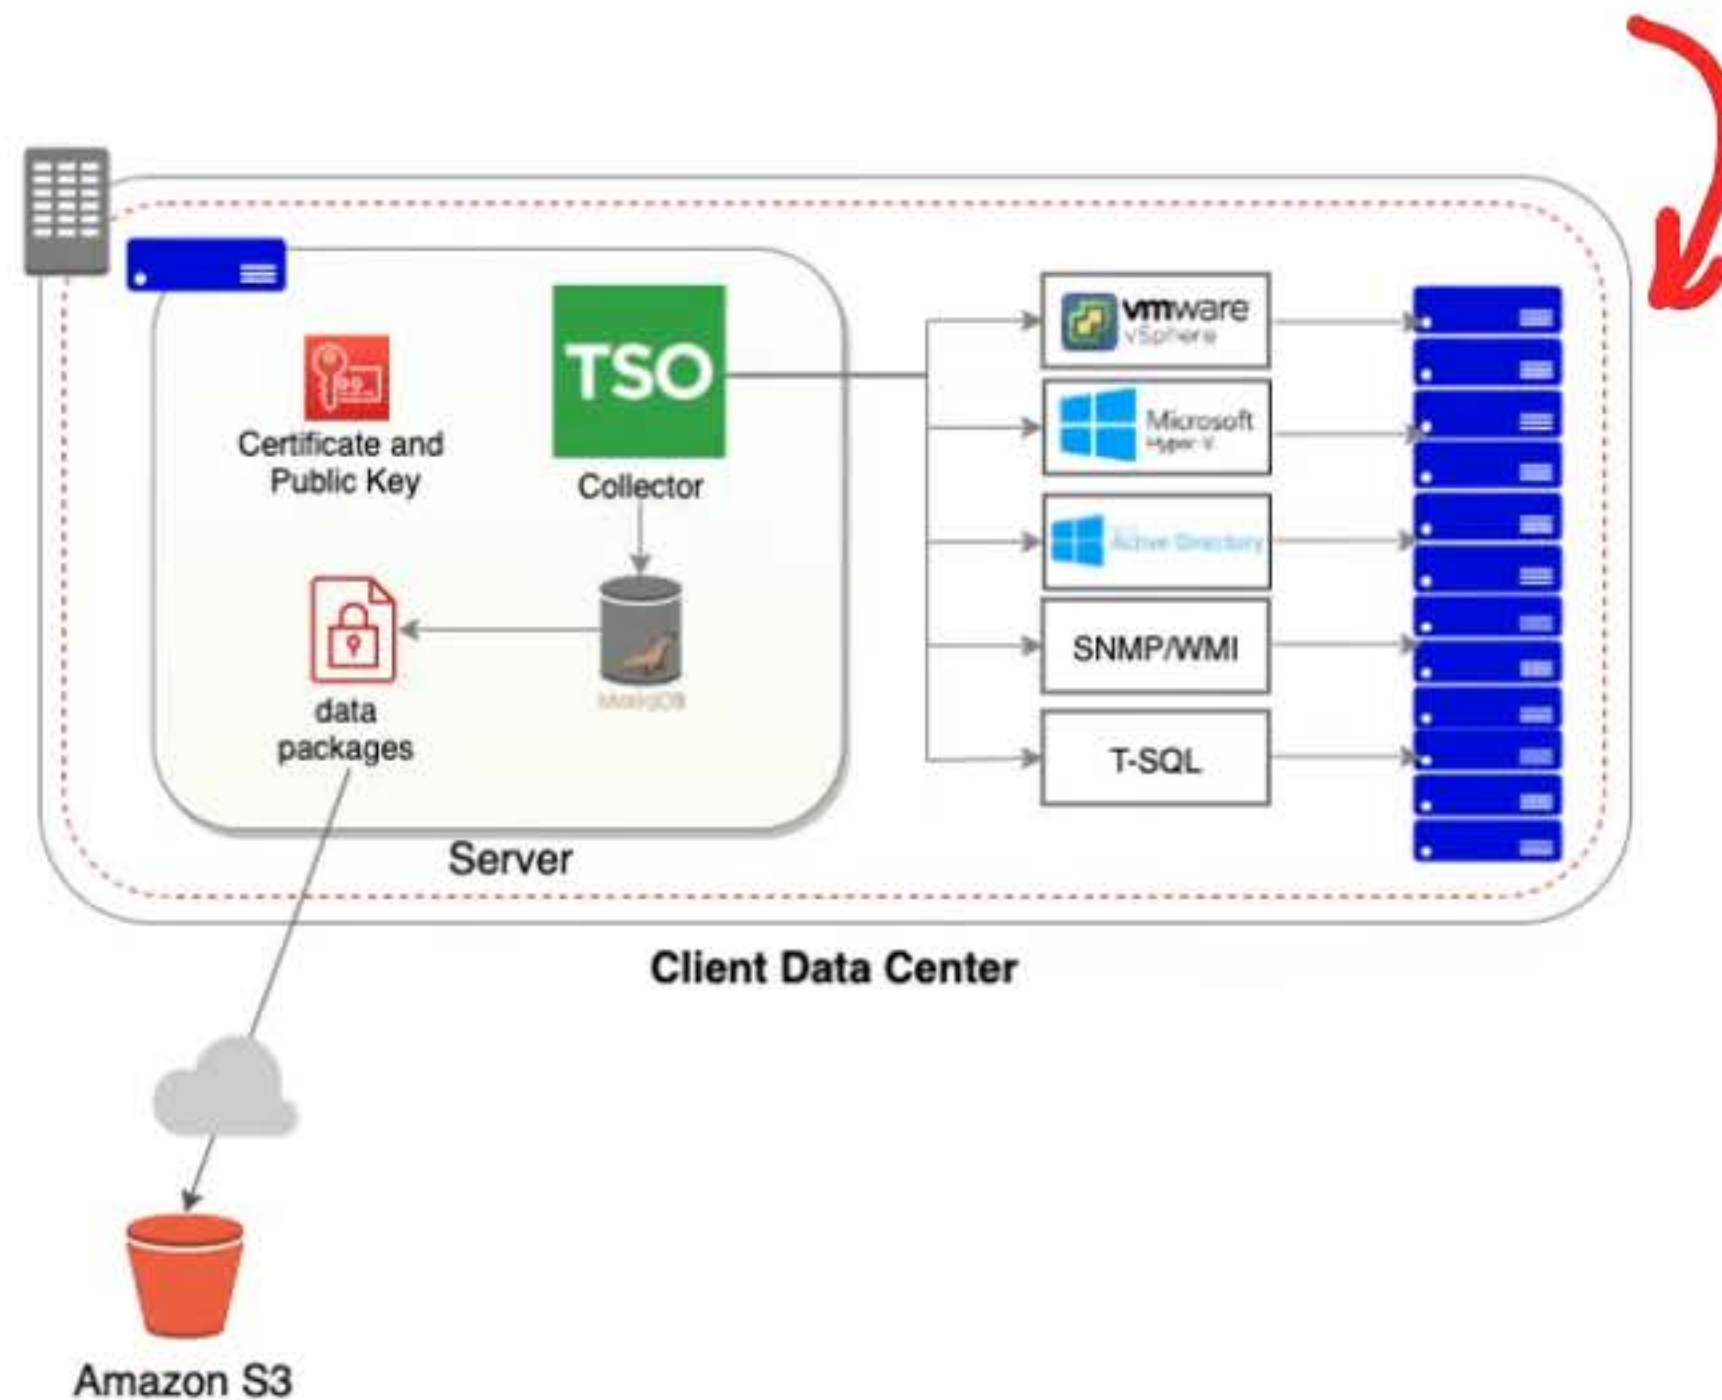 vmware
vSphere
TSO
Microsoft
Hyper-V
Certificate and
Public Key
Collector
Active Directory
SNMP/WMI
MariaDB
data
packages
T-SQL
Server
Client Data Center
Amazon S3